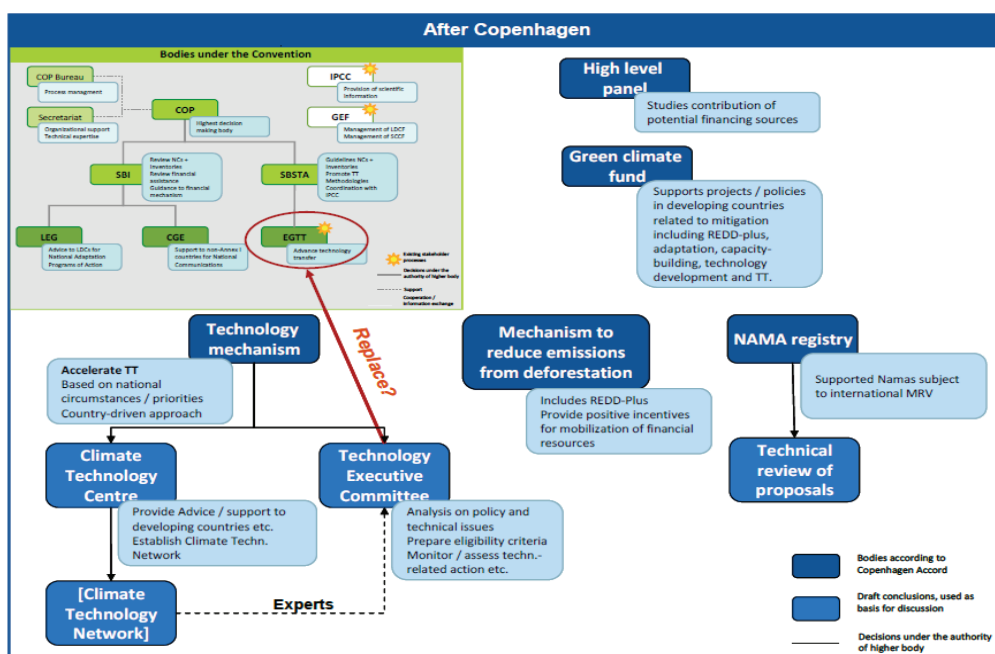 After Copenhagen
Bodies under the Convention
COP Bureau
Process managment
Secretariat
Organizational support
Technical expertise
COP
Highest decision
making body
IPCC
Provision of scientific
information
GEF
Management of LDCF
Management of SCCF
SBI
Review NCs +
Inventories
Review financial
assistance
Guidance to financial
mechanism
SBSTA
Guidelines NCs +
Inventories
Promote TT
Methodologies
Coordination with
IPCC
LEG
Advice to LDCs for
National Adaptation
Programs of Action
CGE
Support to non-Annex I
countries for National
Communications
EGTT
Advance technology
transfer
Existing stakeholder
processes
Decisions under the
authority of higher body
Support
Cooperation /
information exchange
High level
panel
Studies contribution of
potential financing sources
Green climate
fund
Supports projects / policies
in developing countries
related to mitigation
including REDD-plus,
adaptation, capacity-
building, technology
development and TT.
Replace?
Technology
mechanism
Accelerate TT
Based on national
circumstances / priorities
Country-driven approach
Mechanism to
reduce emissions
from deforestation
Includes REDD-Plus
Provide positive incentives
for mobilization of financial
resources
NAMA registry
Supported Namas subject
to international MRV
Climate
Technology
Centre
Provide Advice / support to
developing countries etc.
Establish Climate Techn.
Network
Technology
Executive
Committee
Analysis on policy and
technical issues
Prepare eligibility criteria
Monitor / assess techn.-
related action etc.
Technical
review of
proposals
[Climate
Technology
Network]
Experts
Bodies according to
Copenhagen Accord
Draft conclusions, used as
basis for discussion
Decisions under the authority
of higher body